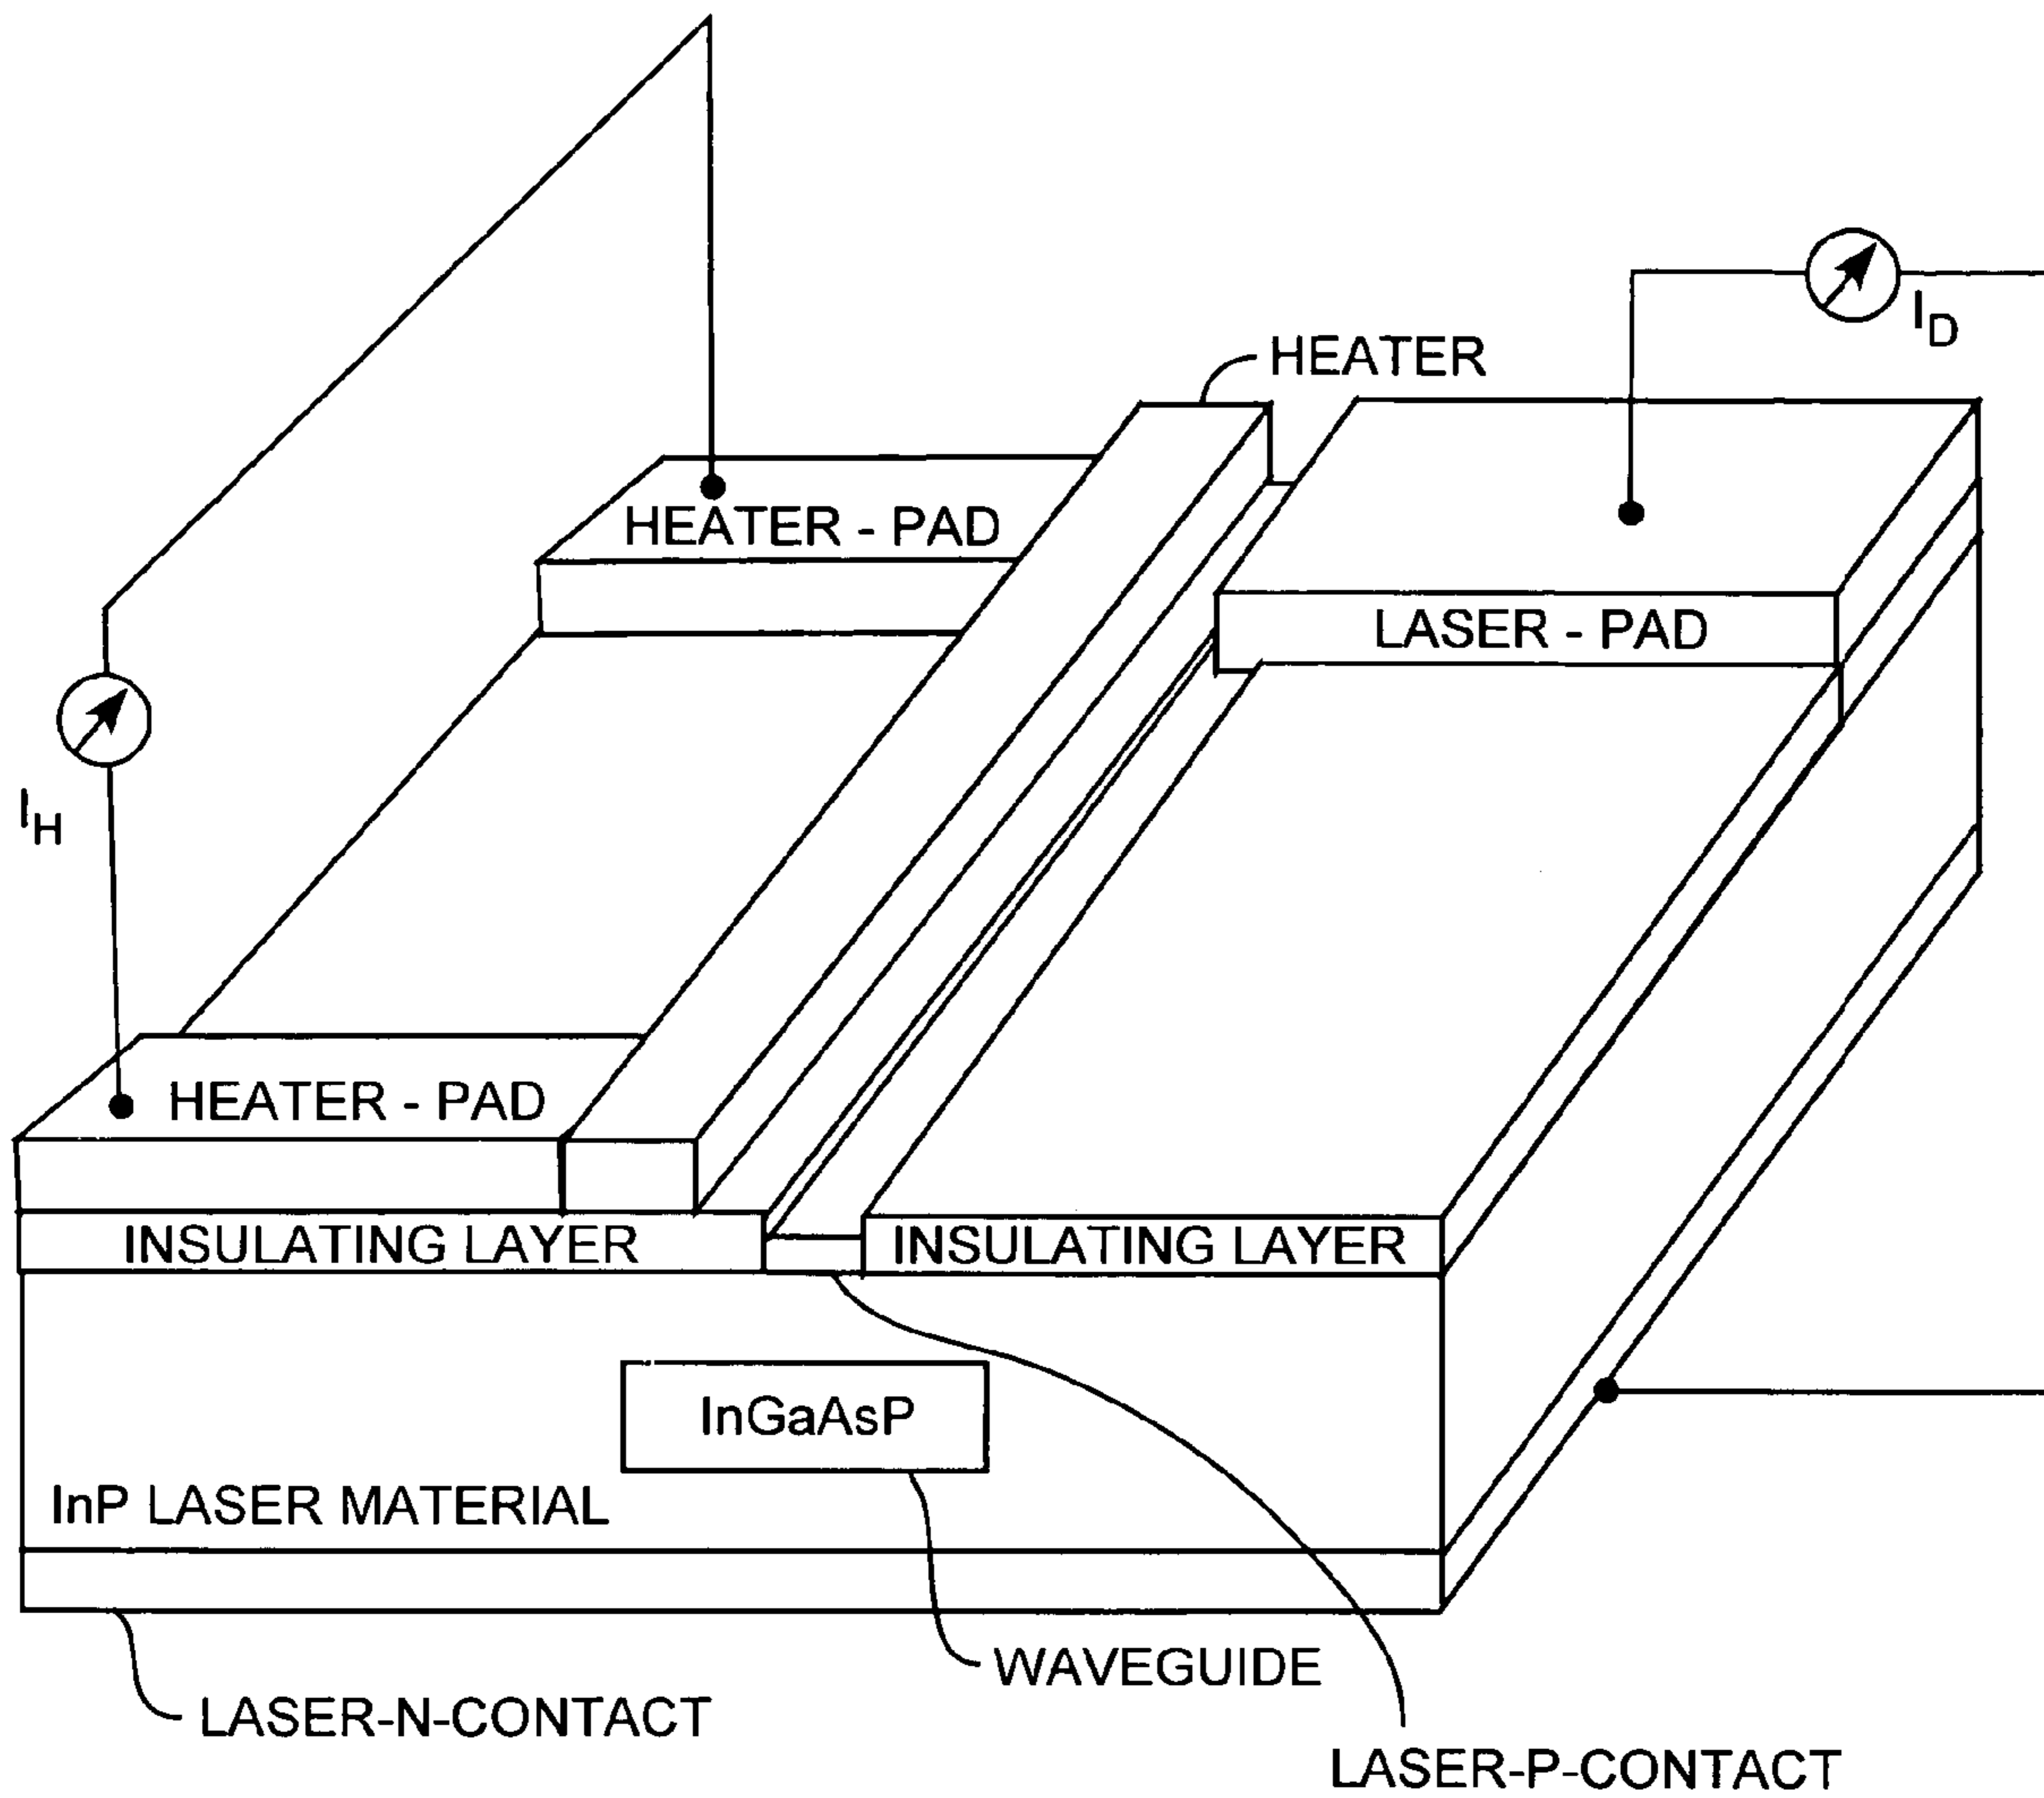 I_D
HEATER
HEATER - PAD
LASER - PAD
I_H
HEATER - PAD
INSULATING LAYER
INSULATING LAYER
InGaAsP
InP LASER MATERIAL
WAVEGUIDE
LASER-N-CONTACT
LASER-P-CONTACT